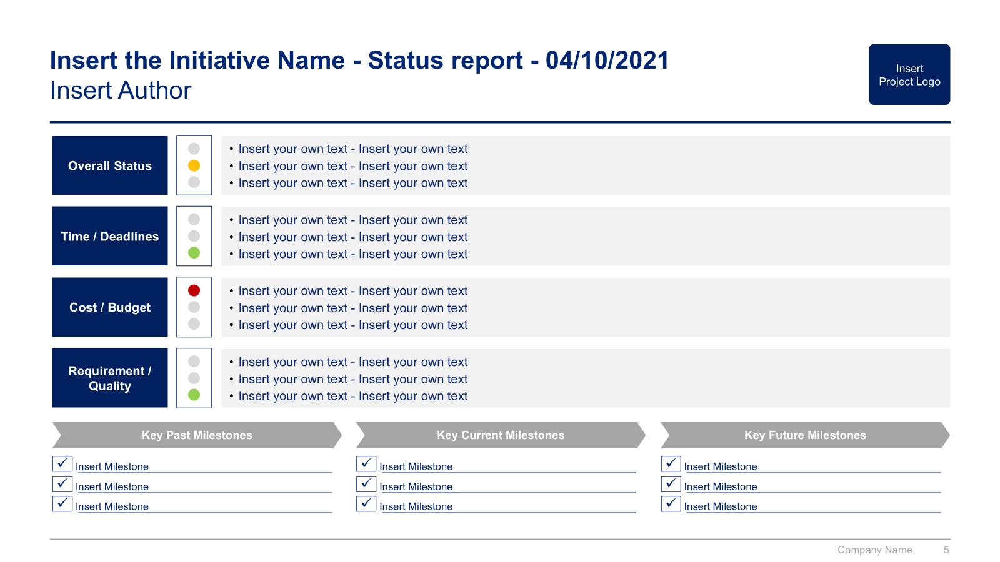 Insert the Initiative Name - Status report - 04/10/2021
Insert Author
Insert
Project Logo
Overall Status
• Insert your own text - Insert your own text
• Insert your own text - Insert your own text
• Insert your own text - Insert your own text
Time / Deadlines
• Insert your own text - Insert your own text
• Insert your own text - Insert your own text
• Insert your own text - Insert your own text
Cost / Budget
• Insert your own text - Insert your own text
• Insert your own text - Insert your own text
• Insert your own text - Insert your own text
Requirement /
Quality
• Insert your own text - Insert your own text
• Insert your own text - Insert your own text
• Insert your own text - Insert your own text
Key Past Milestones
✓ Insert Milestone
✓ Insert Milestone
✓ Insert Milestone
Key Current Milestones
✓ Insert Milestone
✓ Insert Milestone
✓ Insert Milestone
Key Future Milestones
✓ Insert Milestone
✓ Insert Milestone
✓ Insert Milestone
Company Name 5